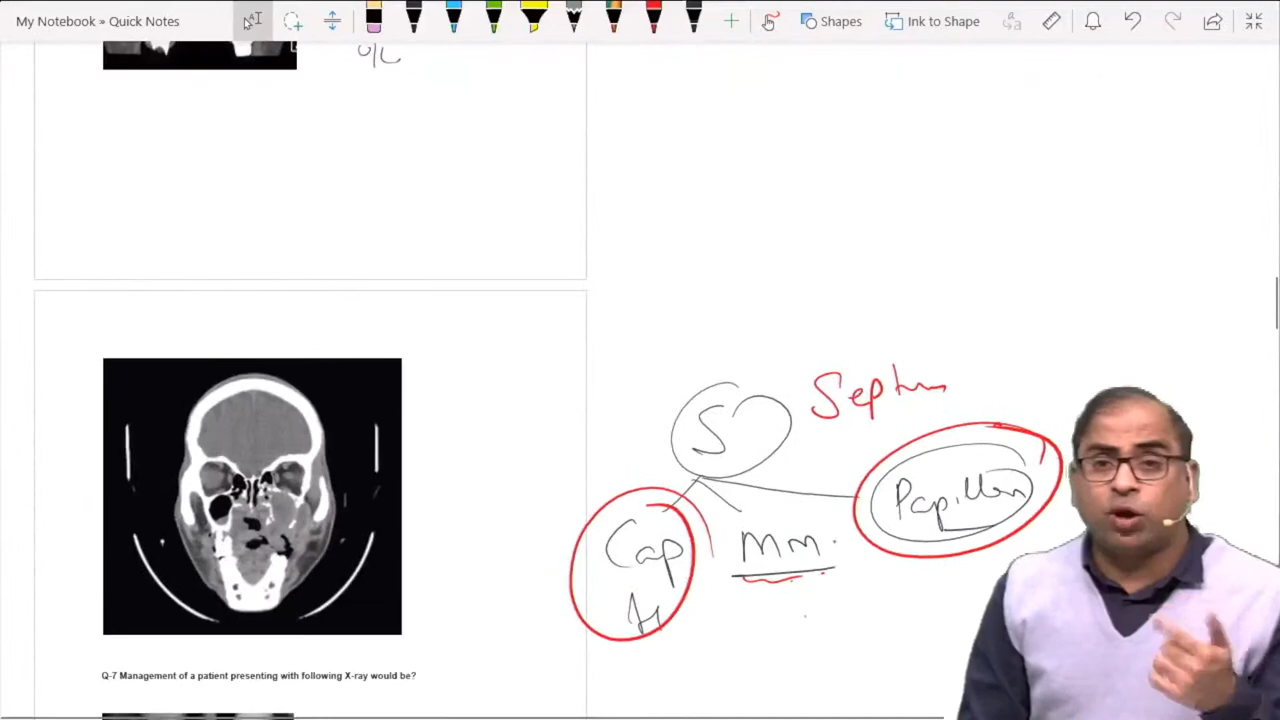 My Notebook » Quick Notes
Shapes
Ink to Shape
U/L
S
Septum
Cap
H
MM.
Papillom
Q-7 Management of a patient presenting with following X-ray would be?